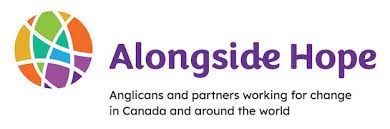 Alongside Hope
Anglicans and partners working for change
in Canada and around the world